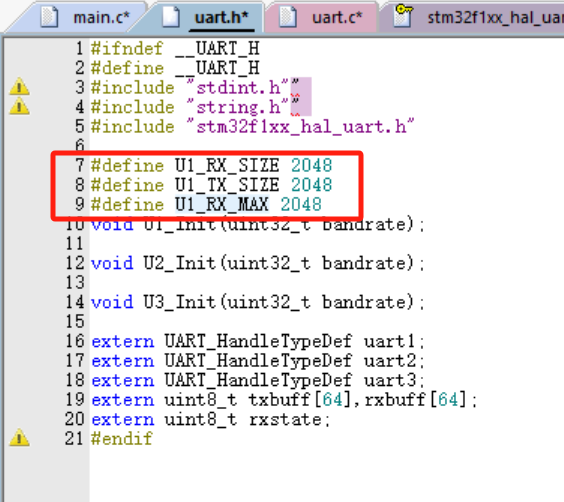 main.c*
uart.h*
uart.c*
stm32f1xx_hal_uar
1 #ifndef __UART_H
2 #define __UART_H
3 #include "stdint.h""
4 #include "string.h""
5 #include "stm32f1xx_hal_uart.h"
6
7 #define U1_RX_SIZE 2048
8 #define U1_TX_SIZE 2048
9 #define U1_RX_MAX 2048
10 void U1_Init(uint32_t bandrate);
11
12 void U2_Init(uint32_t bandrate);
13
14 void U3_Init(uint32_t bandrate);
15
16 extern UART_HandleTypeDef uart1;
17 extern UART_HandleTypeDef uart2;
18 extern UART_HandleTypeDef uart3;
19 extern uint8_t txbuff[64],rxbuff[64];
20 extern uint8_t rxstate;
21 #endif